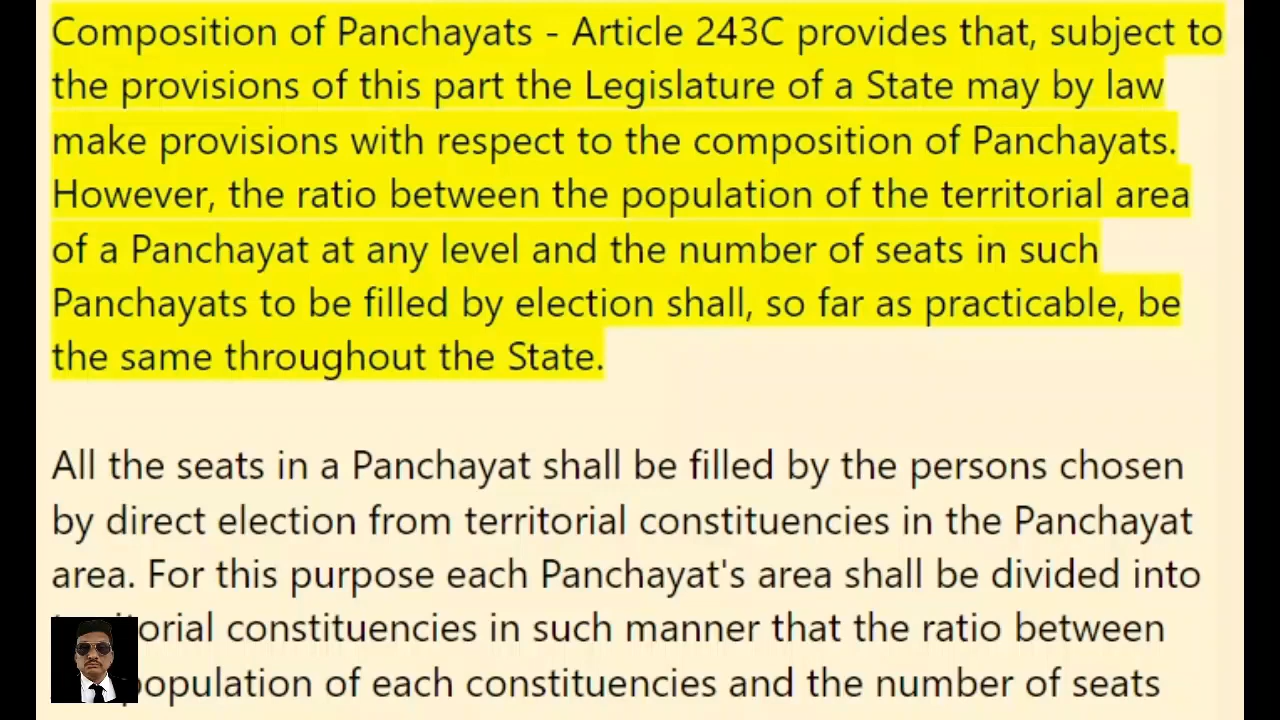 Composition of Panchayats - Article 243C provides that, subject to
the provisions of this part the Legislature of a State may by law
make provisions with respect to the composition of Panchayats.
However, the ratio between the population of the territorial area
of a Panchayat at any level and the number of seats in such
Panchayats to be filled by election shall, so far as practicable, be
the same throughout the State.
All the seats in a Panchayat shall be filled by the persons chosen
by direct election from territorial constituencies in the Panchayat
area. For this purpose each Panchayat's area shall be divided into
constituencies in such manner that the ratio between
population of each constituencies and the number of seats